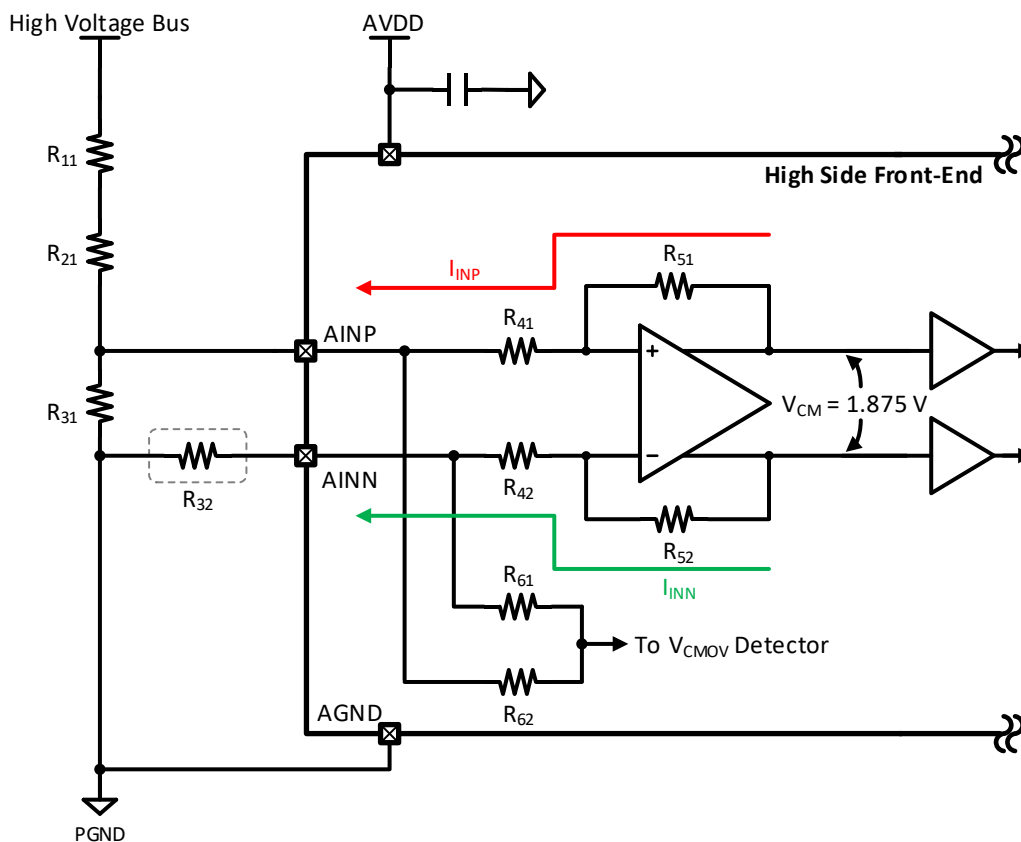 High Voltage Bus
AVDD
R11
High Side Front-End
R21
IINP
R51
AINP
R41
+
R31
VCM = 1.875 V
AINN
R32
R42
−
R52
R61
IINN
To VCMOV Detector
AGND
R62
PGND